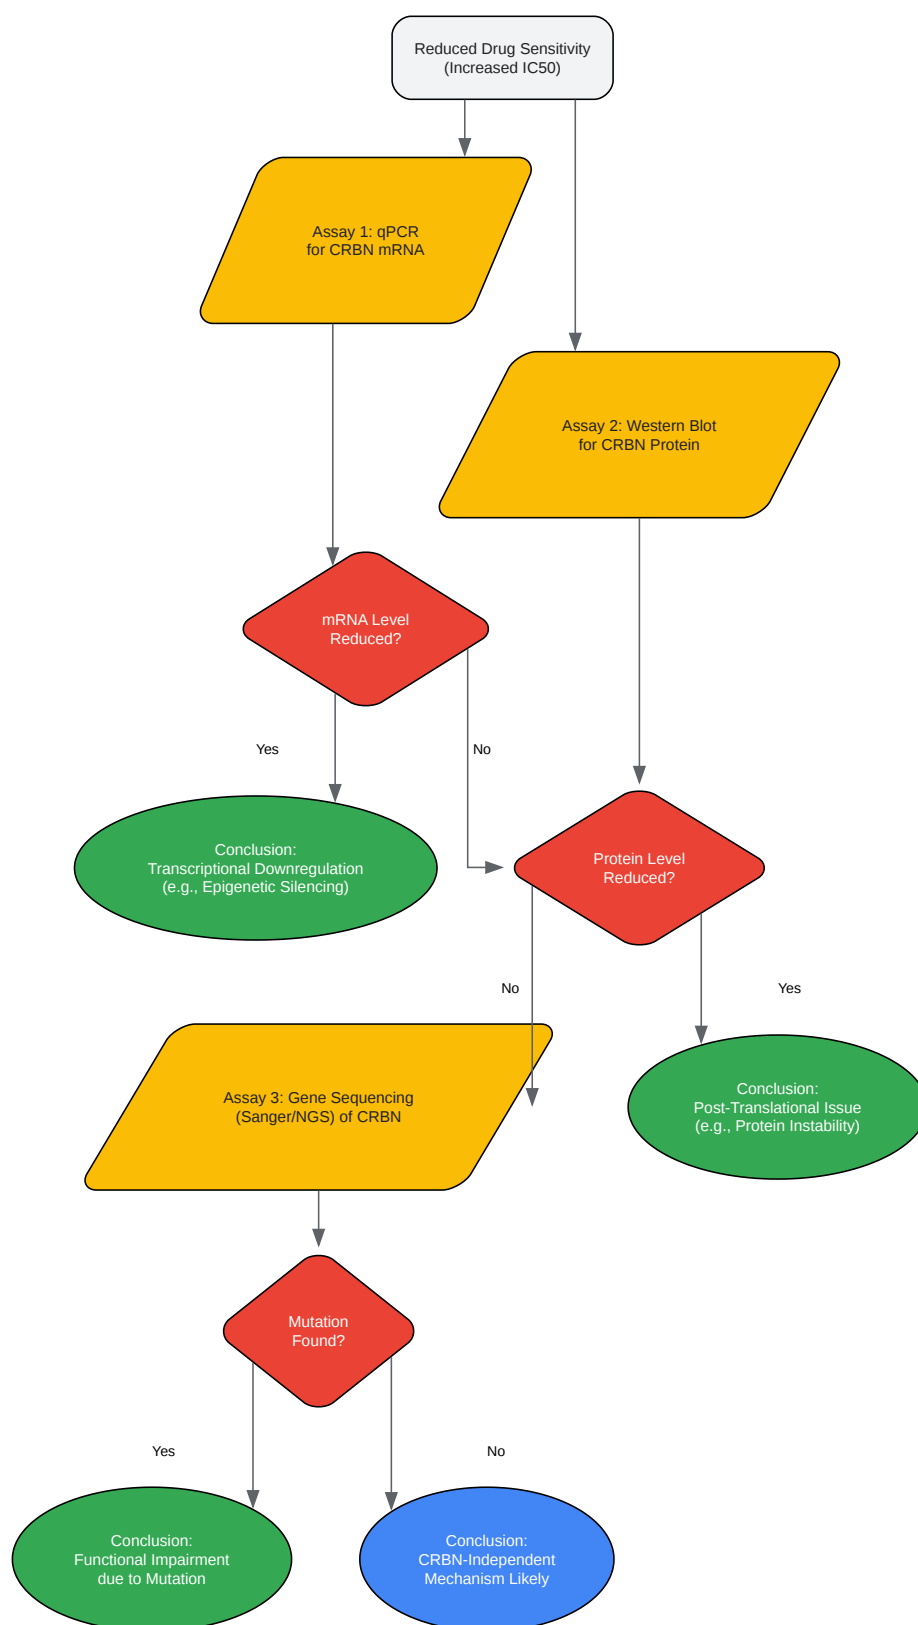 Reduced Drug Sensitivity
(Increased IC50)
Assay 1: qPCR
for CRBN mRNA
Assay 2: Western Blot
for CRBN Protein
mRNA Level
Reduced?
Yes
No
Conclusion:
Transcriptional Downregulation
(e.g., Epigenetic Silencing)
Protein Level
Reduced?
No
Yes
Assay 3: Gene Sequencing
(Sanger/NGS) of CRBN
Conclusion:
Post-Translational Issue
(e.g., Protein Instability)
Mutation
Found?
Yes
No
Conclusion:
Functional Impairment
due to Mutation
Conclusion:
CRBN-Independent
Mechanism Likely